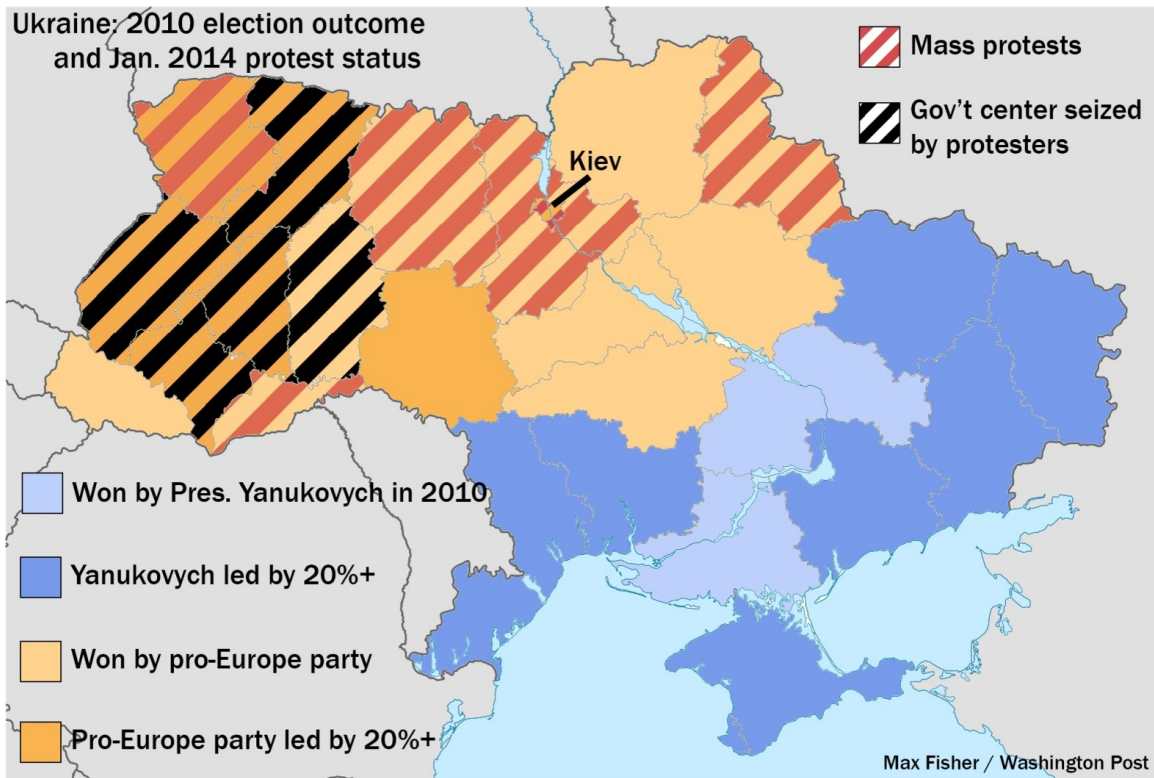 Ukraine: 2010 election outcome
and Jan. 2014 protest status
Mass protests
Gov't center seized
by protesters
Kiev
Won by Pres. Yanukovych in 2010
Yanukovych led by 20%+
Won by pro-Europe party
Pro-Europe party led by 20%+
Max Fisher / Washington Post